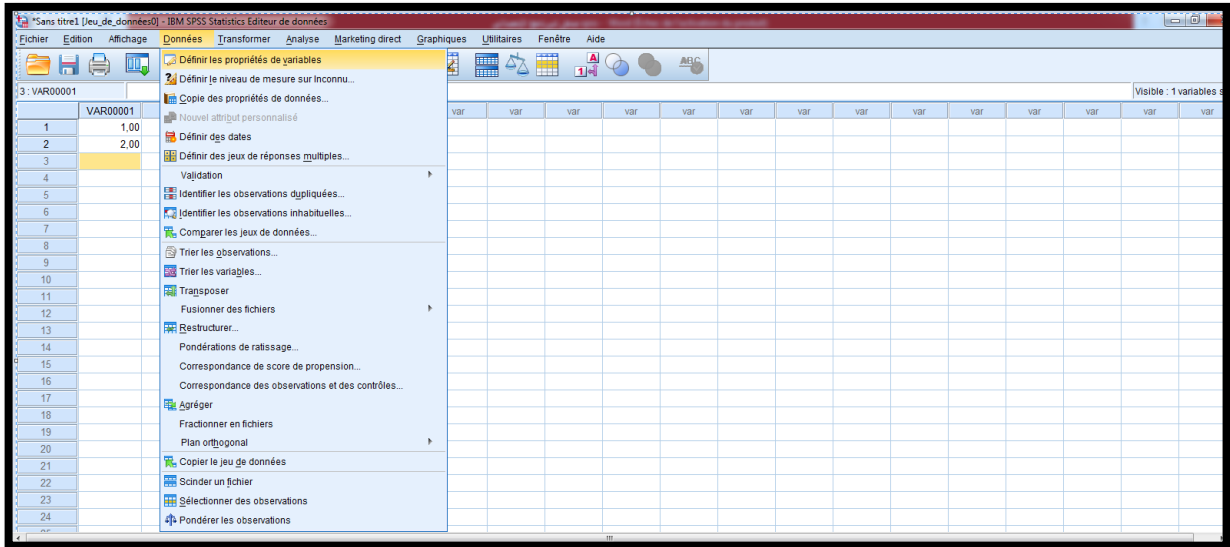 *Sans titre1 [Jeu_de_données0] - IBM SPSS Statistics Editeur de données
Fichier Edition Affichage Données Transformer Analyse Marketing direct Graphiques Utilitaires Fenêtre Aide
3 : VAR00001
Visible : 1 variables
VAR00001 var var var var var var var var var var var var var
1 1,00
2 2,00
3
4
5
6
7
8
9
10
11
12
13
14
15
16
17
18
19
20
21
22
23
24
Définir les propriétés de variables
Définir le niveau de mesure sur Inconnu...
Copie des propriétés de données...
Nouvel attribut personnalisé
Définir des dates
Définir des jeux de réponses multiples...
Validation
Identifier les observations dupliquées...
Identifier les observations inhabituelles...
Comparer les jeux de données...
Trier les observations...
Trier les variables...
Transposer
Fusionner des fichiers
Restructurer...
Pondérations de ratissage...
Correspondance de score de propension...
Correspondance des observations et des contrôles...
Agréger
Fractionner en fichiers
Plan orthogonal
Copier le jeu de données
Scinder un fichier
Sélectionner des observations
Pondérer les observations